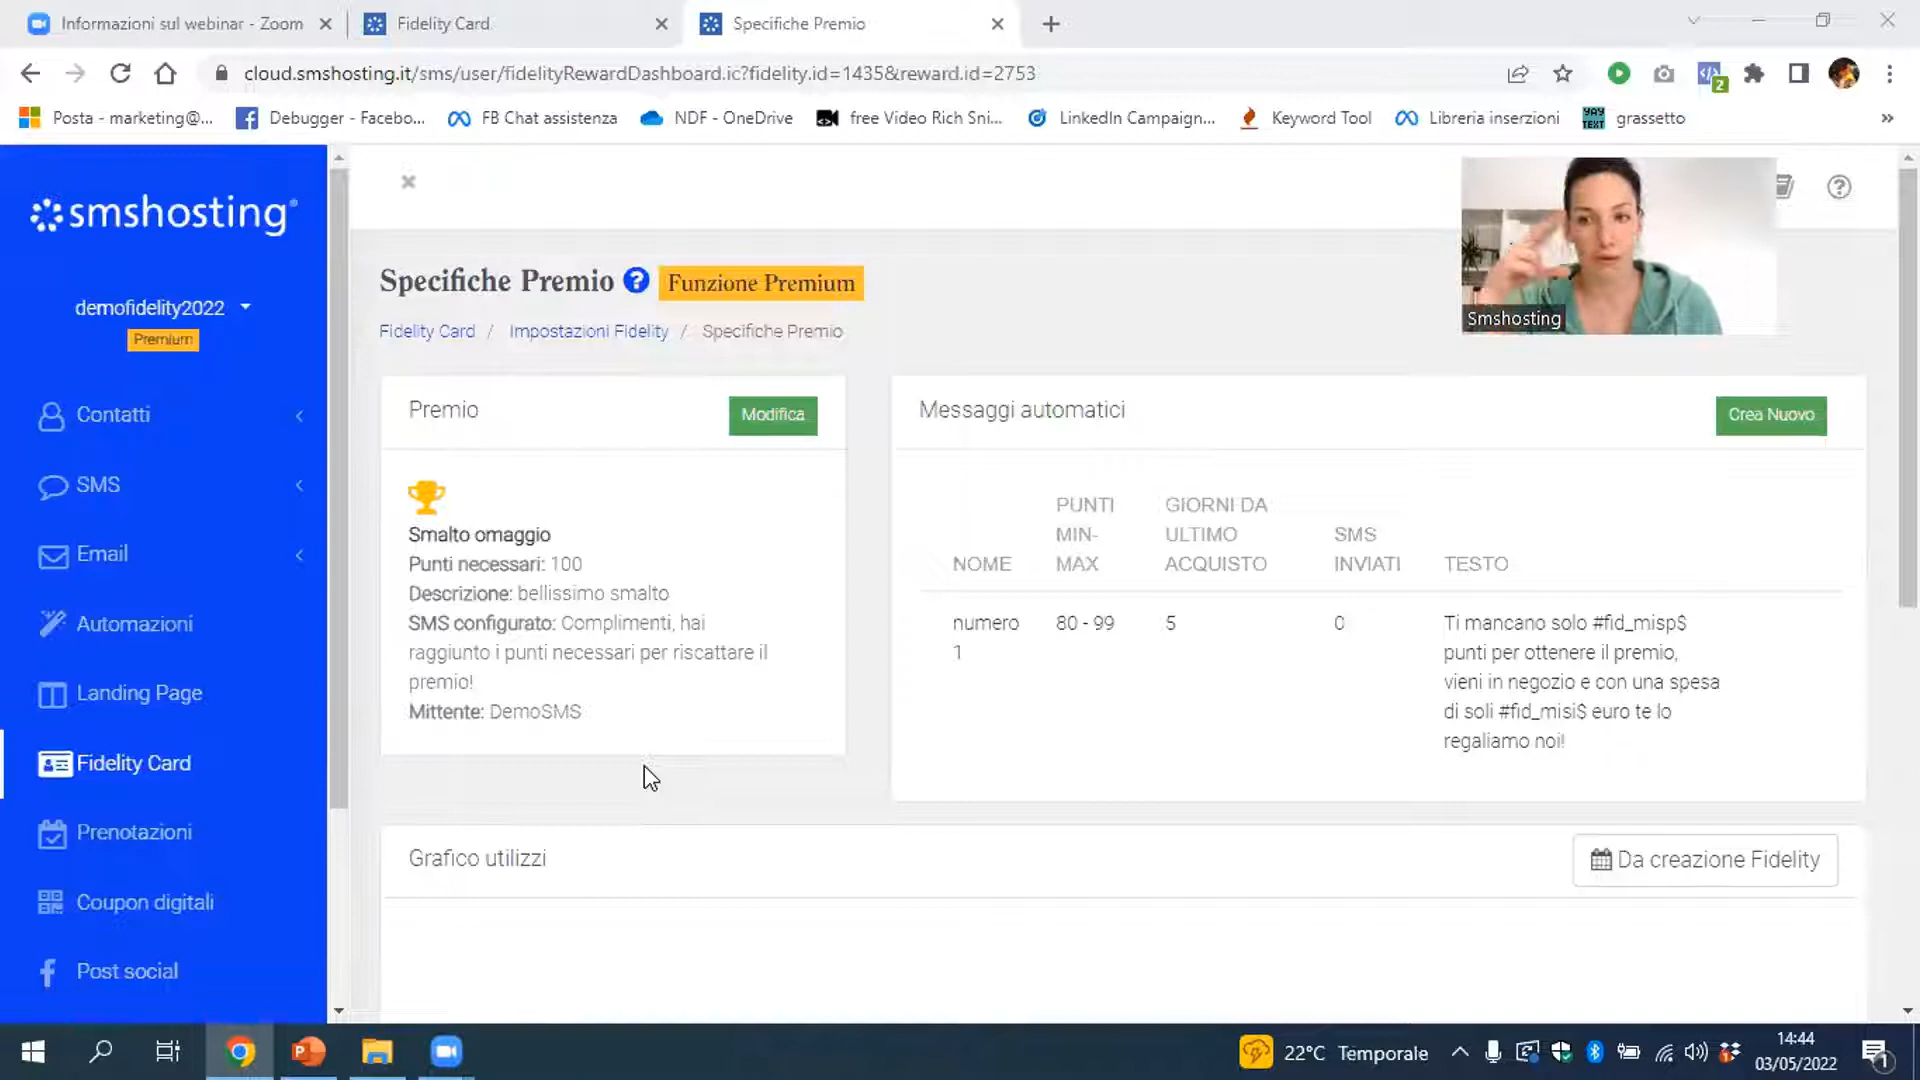 Informazioni sul webinar - Zoom
Fidelity Card
Specifiche Premio
cloud.smshosting.it/sms/user/fidelityRewardDashboard.ic?fidelity.id=1435&reward.id=2753
2
Posta - marketing@...
Debugger - Facebo...
FB Chat assistenza
NDF - OneDrive
free Video Rich Sni...
LinkedIn Campaign...
Keyword Tool
Libreria inserzioni
YAY TEXT
grassetto
»
smshosting®
demofidelity2022
Premium
Contatti
SMS
Email
Automazioni
Landing Page
Fidelity Card
Prenotazioni
Coupon digitali
Post social
Specifiche Premio ? Funzione Premium
Fidelity Card / Impostazioni Fidelity / Specifiche Premio
Smshosting
Premio
Modifica
Smalto omaggio
Punti necessari: 100
Descrizione: bellissimo smalto
SMS configurato: Complimenti, hai
raggiunto i punti necessari per riscattare il
premio!
Mittente: DemoSMS
Messaggi automatici
Crea Nuovo
NOME
PUNTI
MIN-
MAX
GIORNI DA
ULTIMO
ACQUISTO
SMS
INVIATI
TESTO
numero
1
80 - 99
5
0
Ti mancano solo #fid_misp$
punti per ottenere il premio,
vieni in negozio e con una spesa
di soli #fid_misi$ euro te lo
regaliamo noi!
Grafico utilizzi
Da creazione Fidelity
22°C Temporale
14:44
03/05/2022
1